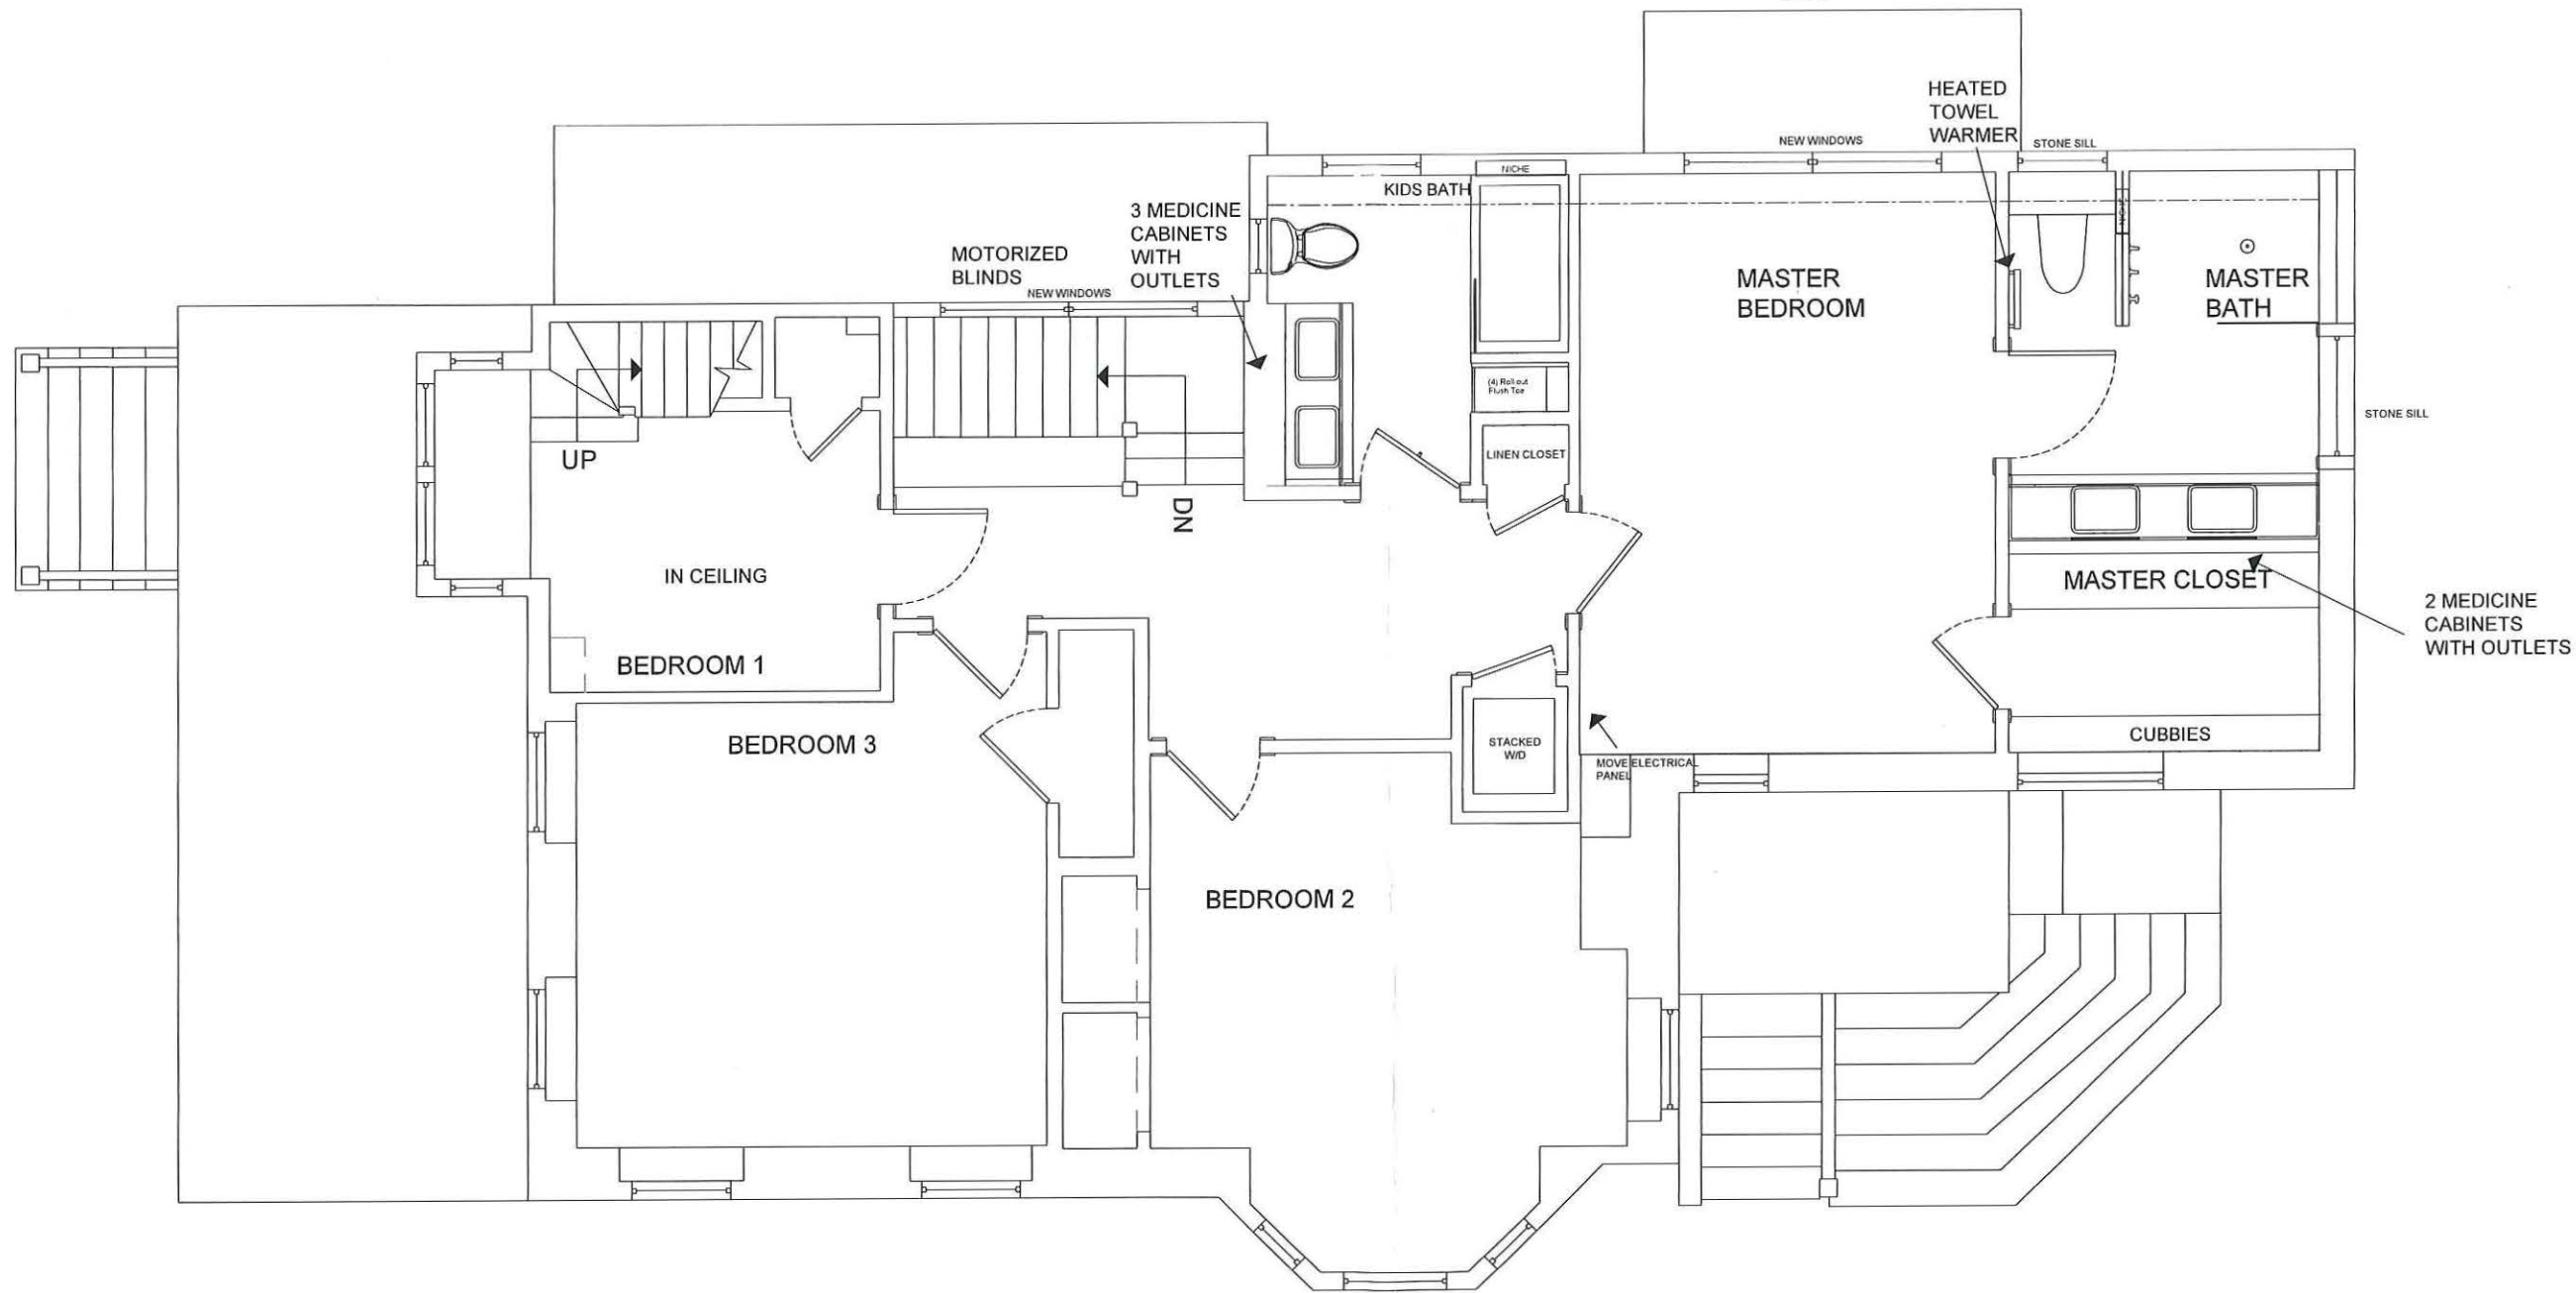 HEATED
TOWEL
WARMER
NEW WINDOWS
STONE SILL
NICHE
KIDS BATH
3 MEDICINE
CABINETS
WITH
OUTLETS
MOTORIZED
BLINDS
NEW WINDOWS
MASTER
BEDROOM
NICHE
MASTER
BATH
(4) Roll-out
Flush Toe
STONE SILL
UP
LINEN CLOSET
DN
IN CEILING
MASTER CLOSET
2 MEDICINE
CABINETS
WITH OUTLETS
BEDROOM 1
BEDROOM 3
STACKED
W/D
CUBBIES
MOVE ELECTRICAL
PANEL
BEDROOM 2